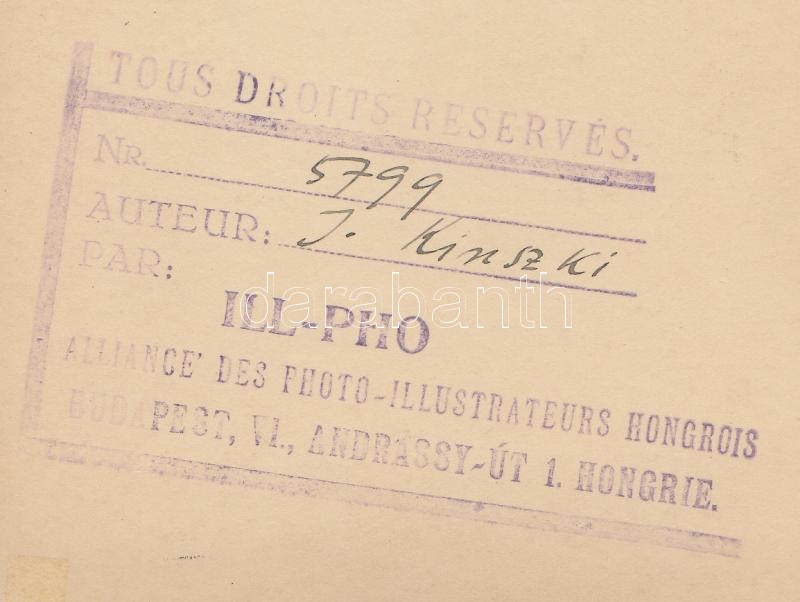 TOUS DROITS RESERVÉS.
NR. 5799
AUTEUR: J. Kinszki
PAR:
ILL-PHO
darabanth
ALLIANCE' DES PHOTO-ILLUSTRATEURS HONGROIS
BUDAPEST, VI., ANDRÁSSY-ÚT 1. HONGRIE.